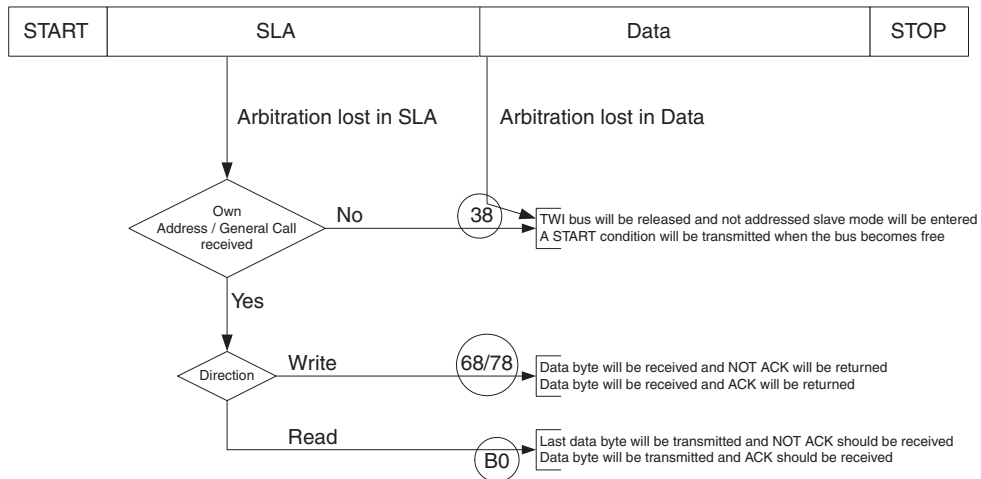 START SLA Data STOP
Arbitration lost in SLA Arbitration lost in Data
Own
Address / General Call
received
No
38
TWI bus will be released and not addressed slave mode will be entered
A START condition will be transmitted when the bus becomes free
Yes
Direction
Write
68/78
Data byte will be received and NOT ACK will be returned
Data byte will be received and ACK will be returned
Read
B0
Last data byte will be transmitted and NOT ACK should be received
Data byte will be transmitted and ACK should be received